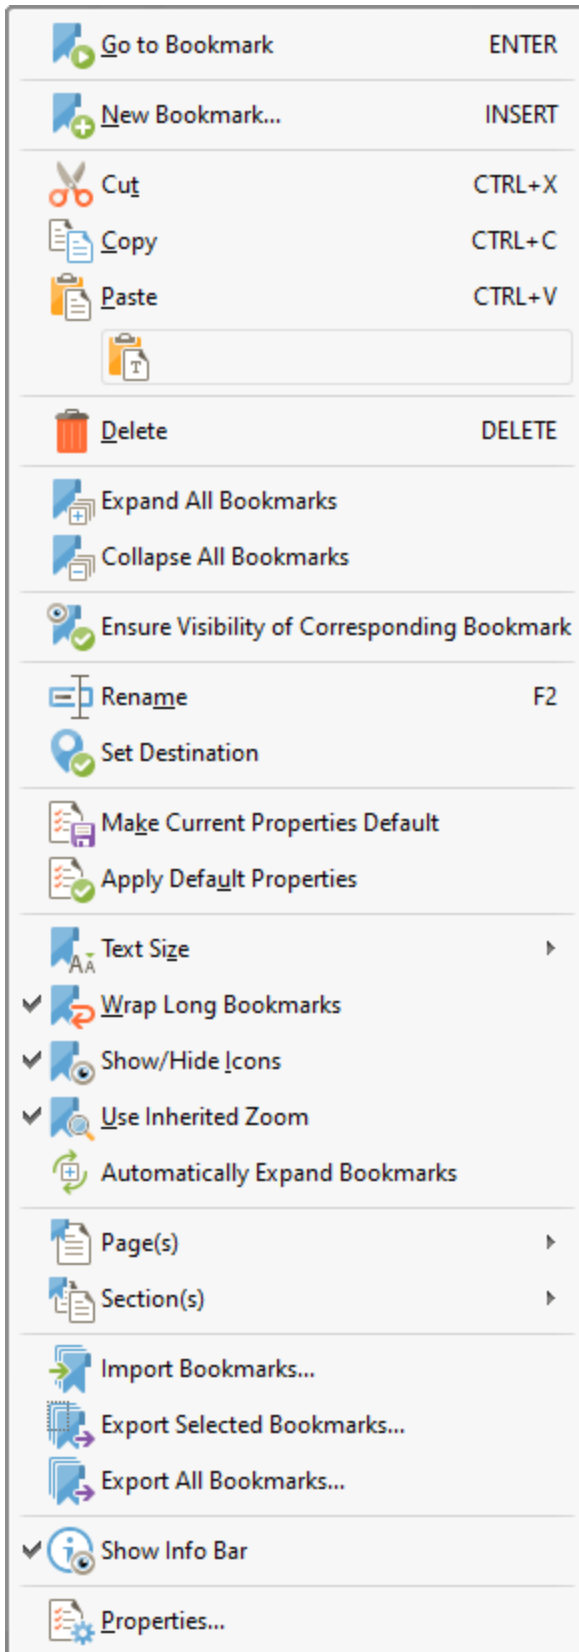 Go to Bookmark ENTER
New Bookmark... INSERT
Cut CTRL+X
Copy CTRL+C
Paste CTRL+V
T
Delete DELETE
Expand All Bookmarks
Collapse All Bookmarks
Ensure Visibility of Corresponding Bookmark
Rename F2
Set Destination
Make Current Properties Default
Apply Default Properties
Text Size
Wrap Long Bookmarks
Show/Hide Icons
Use Inherited Zoom
Automatically Expand Bookmarks
Page(s)
Section(s)
Import Bookmarks...
Export Selected Bookmarks...
Export All Bookmarks...
Show Info Bar
Properties...